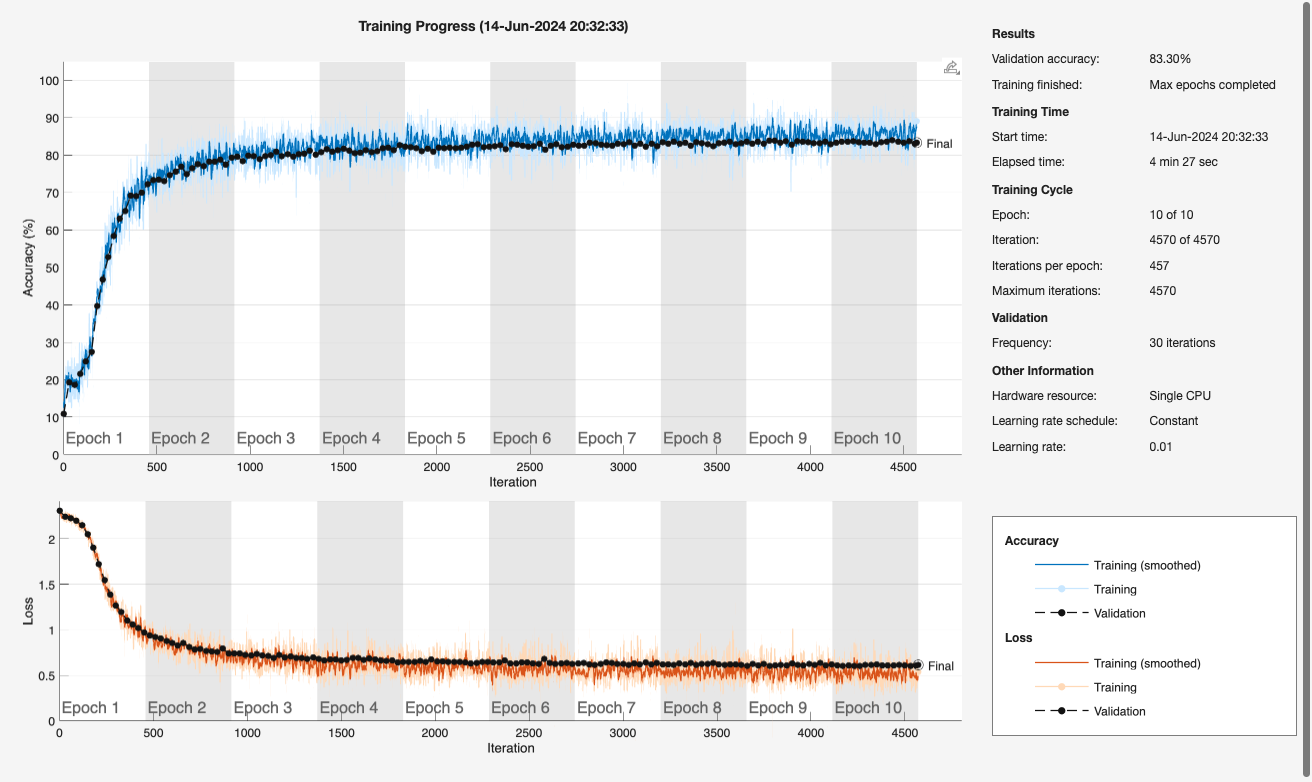 Training Progress (14-Jun-2024 20:32:33)
100
90
80
70
60
50
40
30
20
10
0
Accuracy (%)
Final
Epoch 1 Epoch 2 Epoch 3 Epoch 4 Epoch 5 Epoch 6 Epoch 7 Epoch 8 Epoch 9 Epoch 10
0 500 1000 1500 2000 2500 3000 3500 4000 4500
Iteration
2
1.5
1
0.5
0
Loss
Final
Epoch 1 Epoch 2 Epoch 3 Epoch 4 Epoch 5 Epoch 6 Epoch 7 Epoch 8 Epoch 9 Epoch 10
0 500 1000 1500 2000 2500 3000 3500 4000 4500
Iteration
Results
Validation accuracy: 83.30%
Training finished: Max epochs completed
Training Time
Start time: 14-Jun-2024 20:32:33
Elapsed time: 4 min 27 sec
Training Cycle
Epoch: 10 of 10
Iteration: 4570 of 4570
Iterations per epoch: 457
Maximum iterations: 4570
Validation
Frequency: 30 iterations
Other Information
Hardware resource: Single CPU
Learning rate schedule: Constant
Learning rate: 0.01
Accuracy
Training (smoothed)
Training
Validation
Loss
Training (smoothed)
Training
Validation